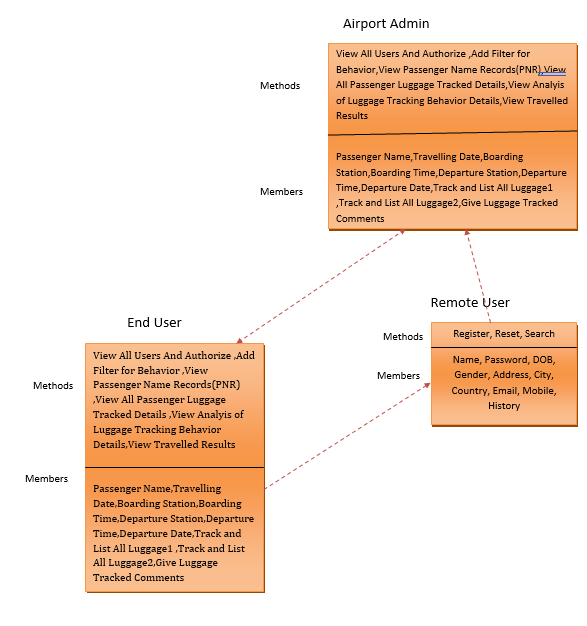 Airport Admin
Methods
View All Users And Authorize ,Add Filter for
Behavior,View Passenger Name Records(PNR),View
All Passenger Luggage Tracked Details,View Analyis
of Luggage Tracking Behavior Details,View Travelled
Results
Members
Passenger Name,Travelling Date,Boarding
Station,Boarding Time,Departure Station,Departure
Time,Departure Date,Track and List All Luggage1
,Track and List All Luggage2,Give Luggage Tracked
Comments
Remote User
Methods
Register, Reset, Search
Members
Name, Password, DOB,
Gender, Address, City,
Country, Email, Mobile,
History
End User
Methods
View All Users And Authorize ,Add
Filter for Behavior ,View
Passenger Name Records(PNR)
,View All Passenger Luggage
Tracked Details ,View Analyis of
Luggage Tracking Behavior
Details,View Travelled Results
Members
Passenger Name,Travelling
Date,Boarding Station,Boarding
Time,Departure Station,Departure
Time,Departure Date,Track and
List All Luggage1 ,Track and List
All Luggage2,Give Luggage
Tracked Comments